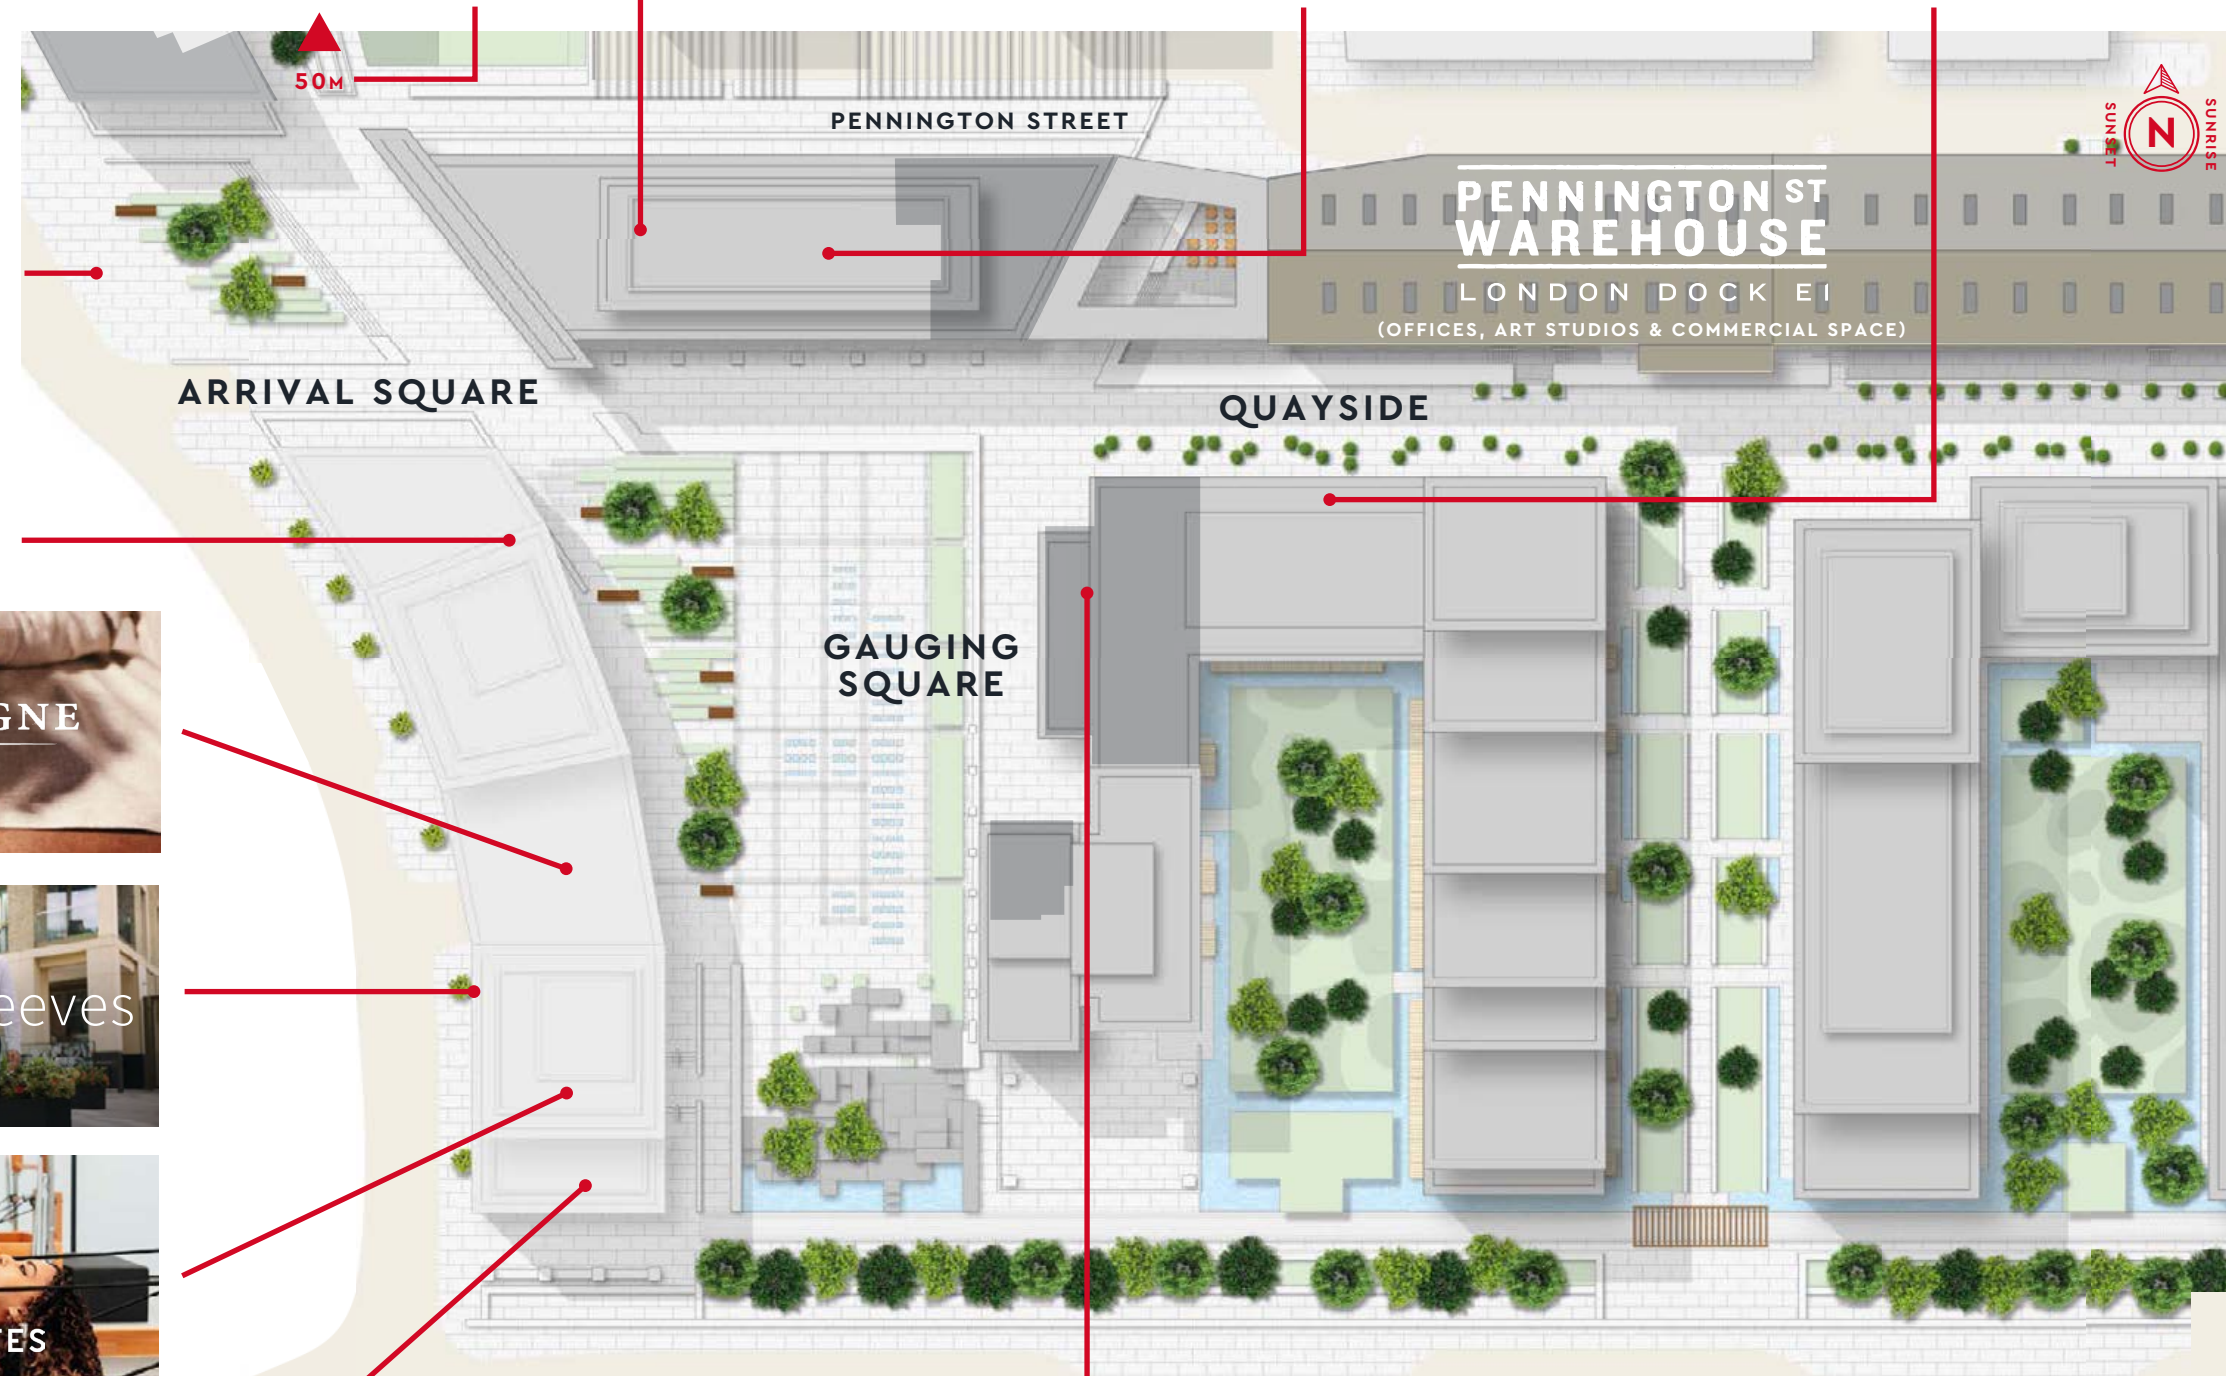 50M
PENNINGTON STREET
SUNSET
N
SUNRISE
PENNINGTON ST
WAREHOUSE
LONDON DOCK E1
(OFFICES, ART STUDIOS & COMMERCIAL SPACE)
ARRIVAL SQUARE
QUAYSIDE
GAUGING
SQUARE
GNE
eeves
TES